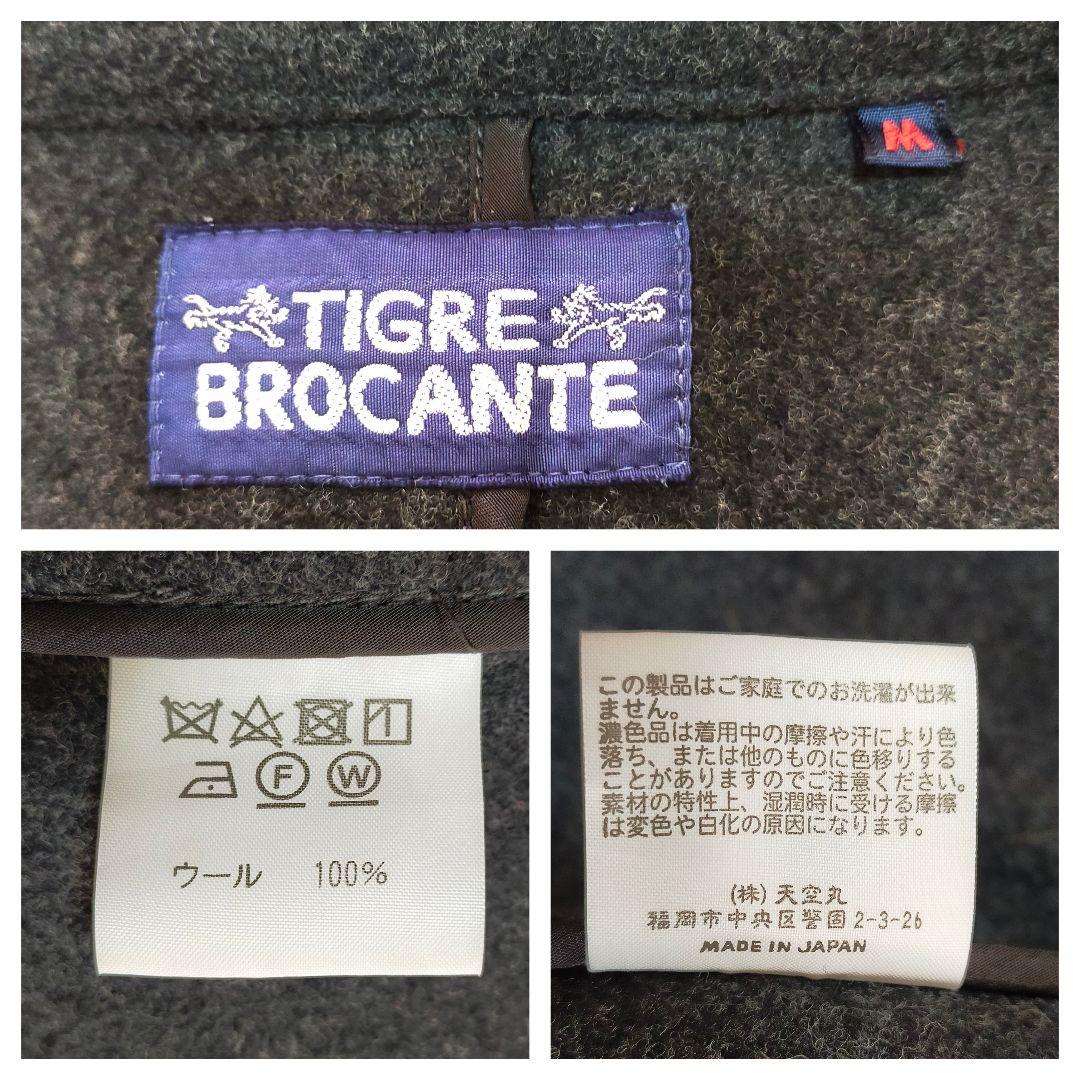 M
TIGRE
BROCANTE
F W
ウール 100%
この製品はご家庭でのお洗濯が出来
ません。
濃色品は着用中の摩擦や汗により色
落ち、または他のものに色移りする
ことがありますのでご注意ください。
素材の特性上、湿潤時に受ける摩擦
は変色や白化の原因になります。
(株)天空丸
福岡市中央区警固2-3-26
MADE IN JAPAN